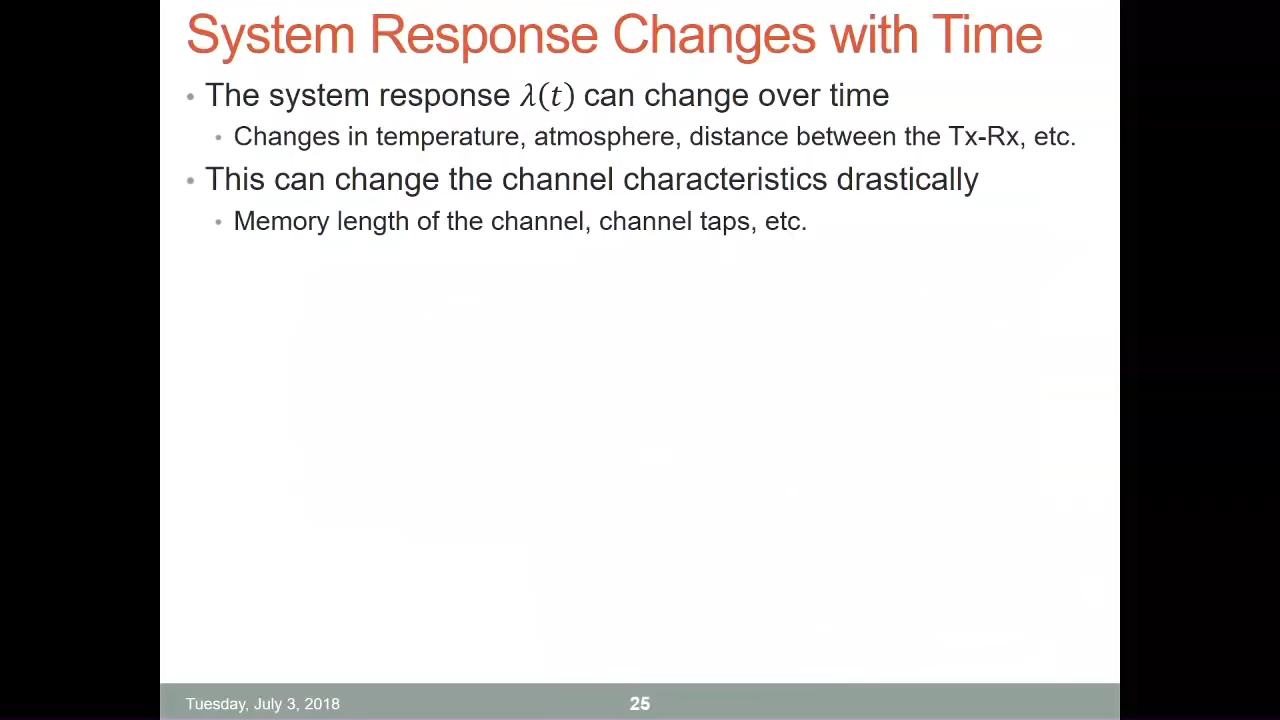 System Response Changes with Time
• The system response λ(t) can change over time
• Changes in temperature, atmosphere, distance between the Tx-Rx, etc.
• This can change the channel characteristics drastically
• Memory length of the channel, channel taps, etc.
Tuesday, July 3, 2018
25